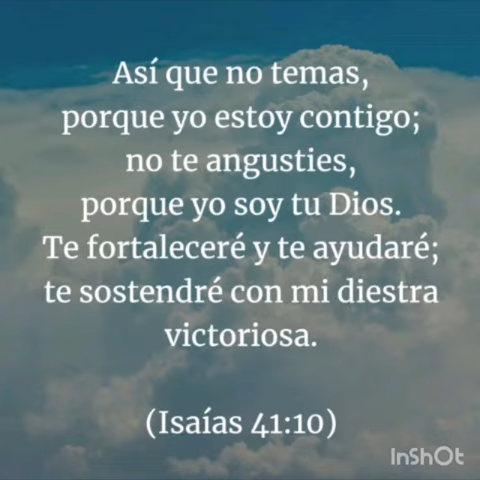 Así que no temas,
porque yo estoy contigo;
no te angusties,
porque yo soy tu Dios.
Te fortaleceré y te ayudaré;
te sostendré con mi diestra
victoriosa.
(Isaías 41:10)
InShOt